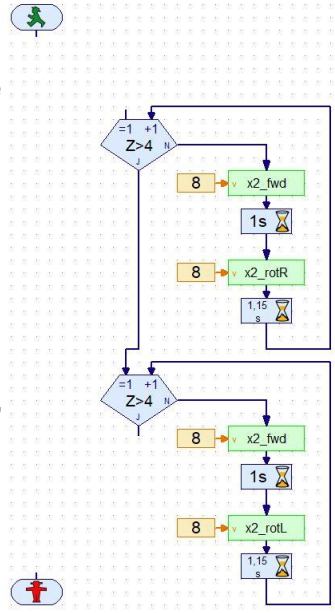 =1 +1
Z>4 N
J
8 v x2_fwd
1s
8 v x2_rotR
1,15
s
=1 +1
Z>4 N
J
8 v x2_fwd
1s
8 v x2_rotL
1,15
s